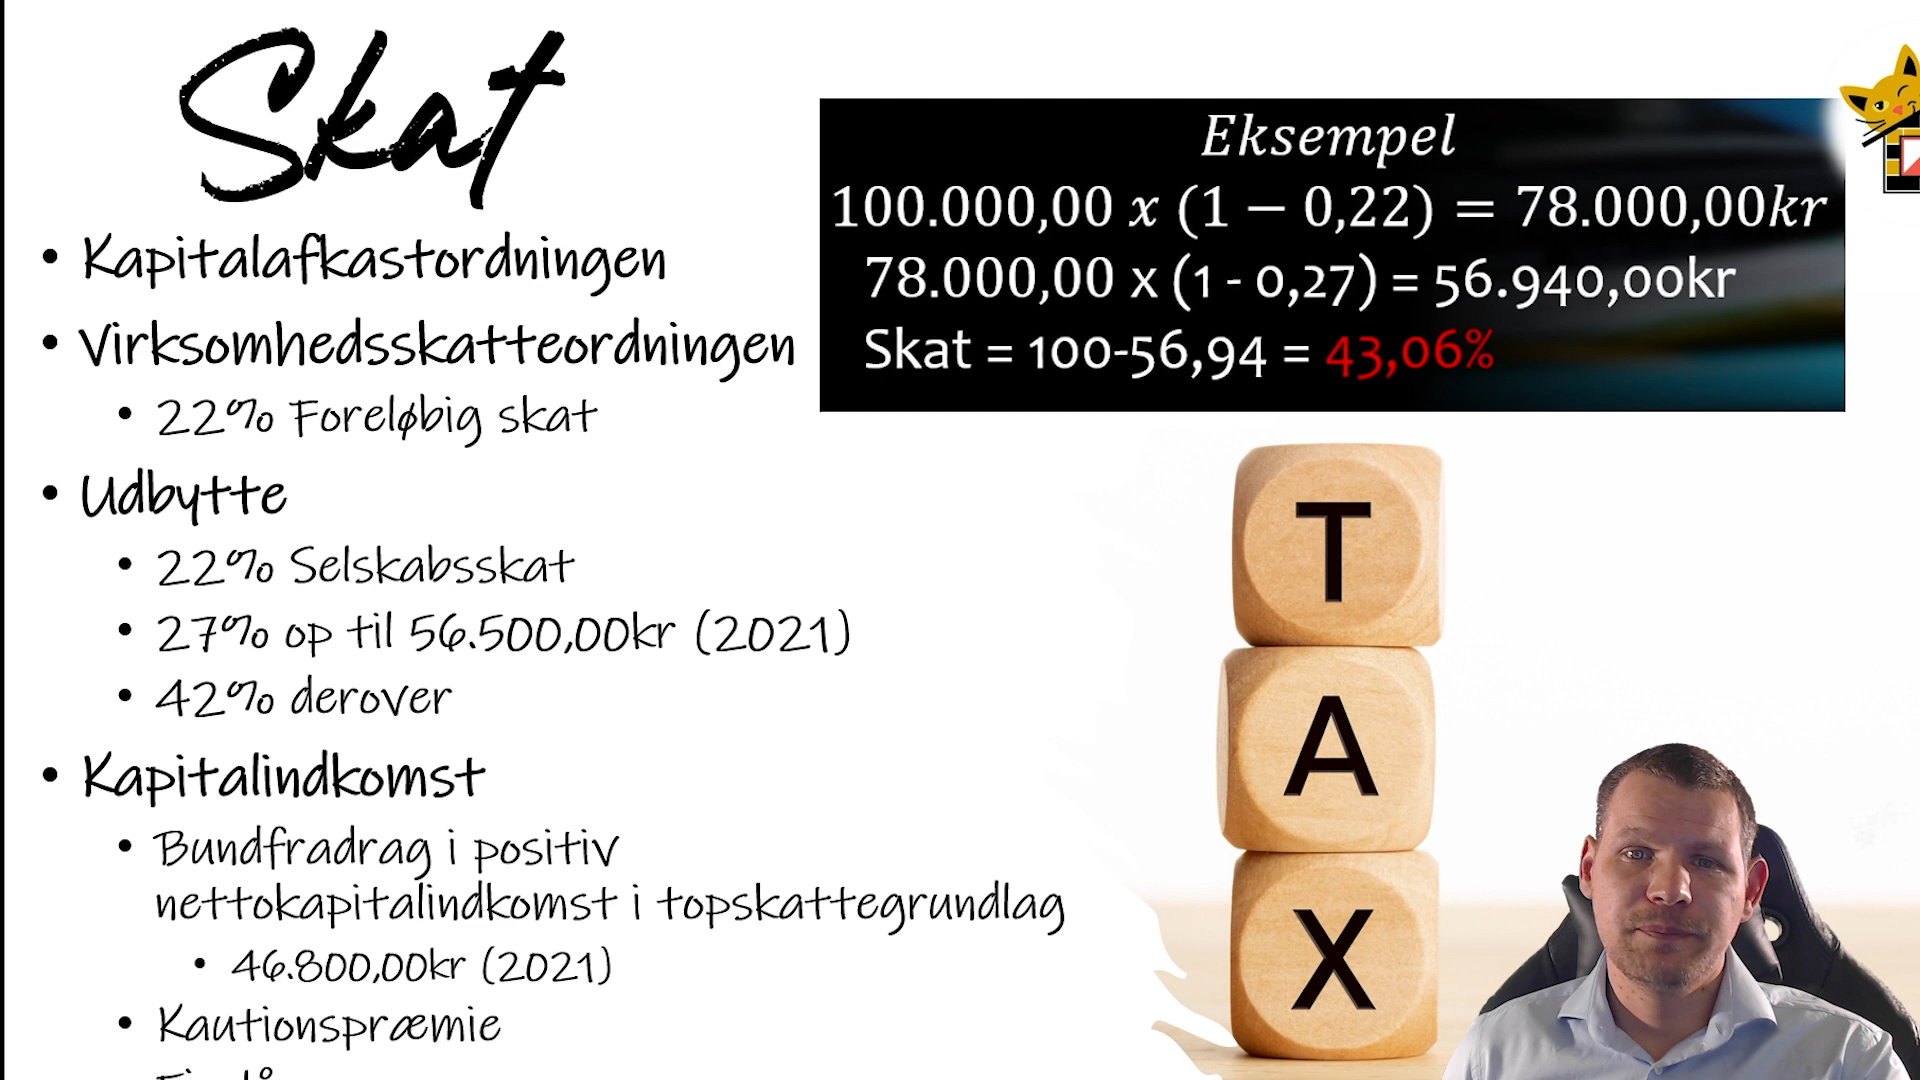 Skat
• Kapitalafkastordningen
• Virksomhedsskatteordningen
• 22% Foreløbig skat
• Udbytte
• 22% Selskabsskat
• 27% op til 56.500,00kr (2021)
• 42% derover
• Kapitalindkomst
• Bundfradrag i positiv
nettokapitalindkomst i topskattegrundlag
• 46.800,00kr (2021)
• Kautionspræmie
Eksempel
100.000,00 x (1 − 0,22) = 78.000,00kr
78.000,00 x (1 - 0,27) = 56.940,00kr
Skat = 100-56,94 = 43,06%
T
A
X